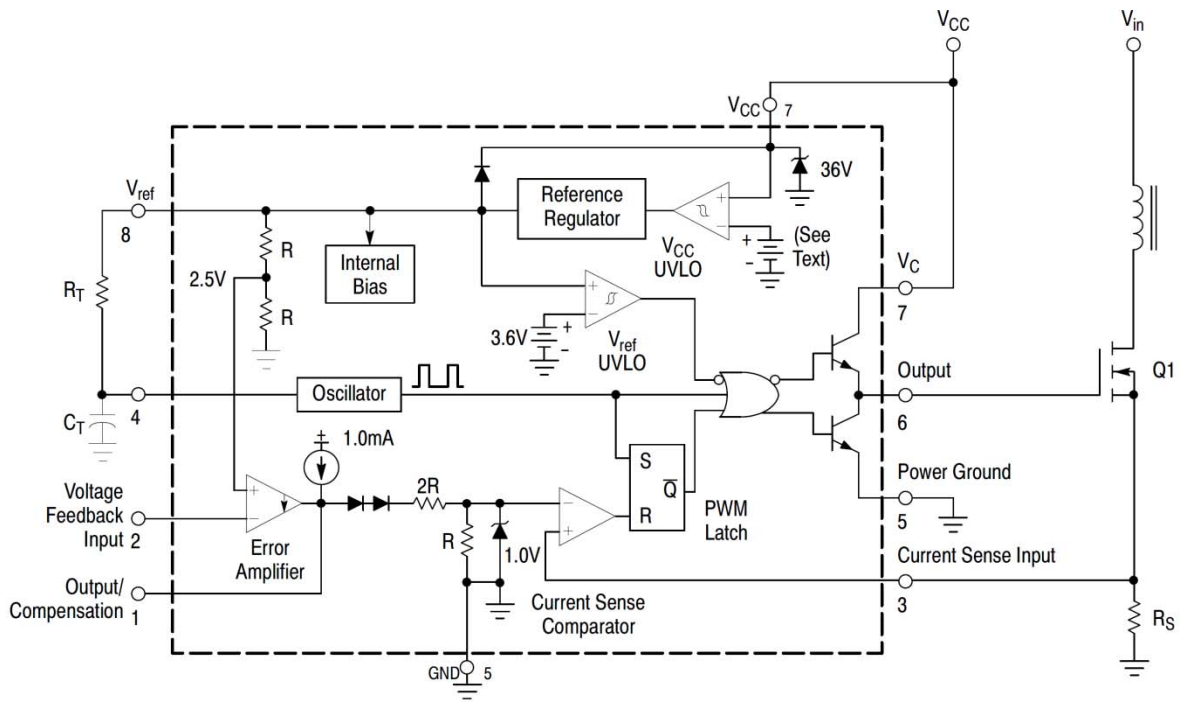 VCC
Vin
VCC 7
36V
Vref
8
Reference
Regulator
R
2.5V
Internal
Bias
VCC
UVLO
+
−
+
−
(See
Text)
VC
7
RT
R
+
−
3.6V
+
−
Vref
UVLO
Output
6
Q1
4
Oscillator
CT
+
1.0mA
S
Q
R
PWM
Latch
Power Ground
5
Voltage
Feedback
Input
2
+
−
Error
Amplifier
2R
R
1.0V
−
+
Current Sense
Comparator
Current Sense Input
3
Output/
Compensation
1
RS
GND 5